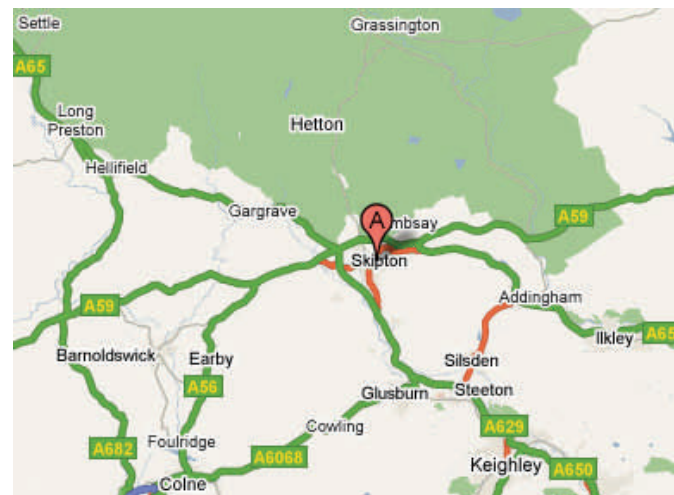 Settle
Grassington
A65
Long
Preston
Hetton
Hellifield
Gargrave
A
mbsay
A59
Skipton
A59
Addingham
Ilkley
A65
Barnoldswick
Earby
Silsden
A56
Glusburn
Steeton
Cowling
A629
A682
Foulridge
A6068
Keighley
A650
Colne